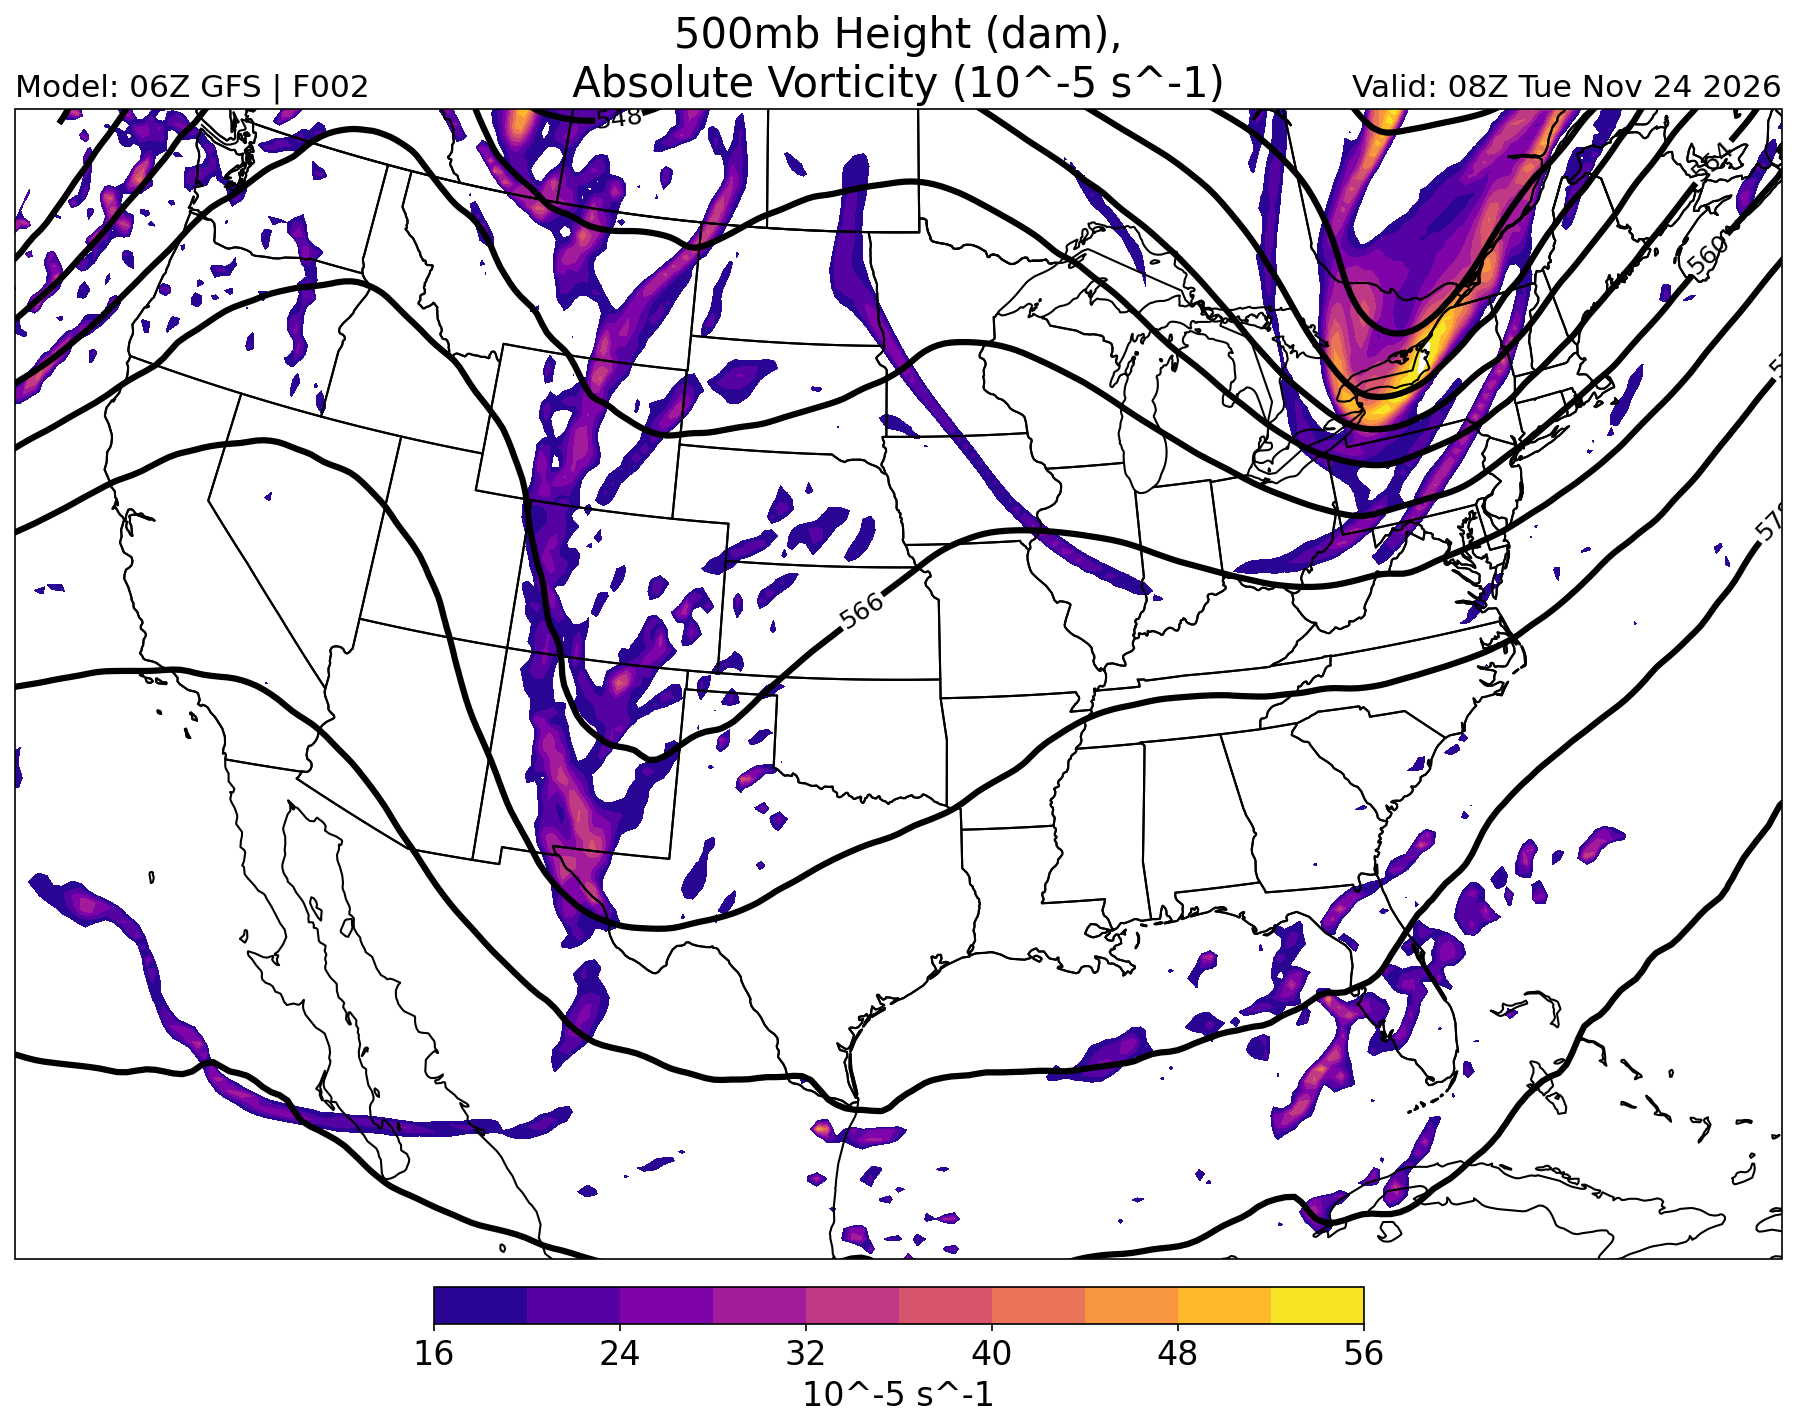 500mb Height (dam),
Model: 06Z GFS | F002
Absolute Vorticity (10^-5 s^-1)
Valid: 08Z Tue Nov 24 2026
548
560
566
16 24 32 40 48 56
10^-5 s^-1